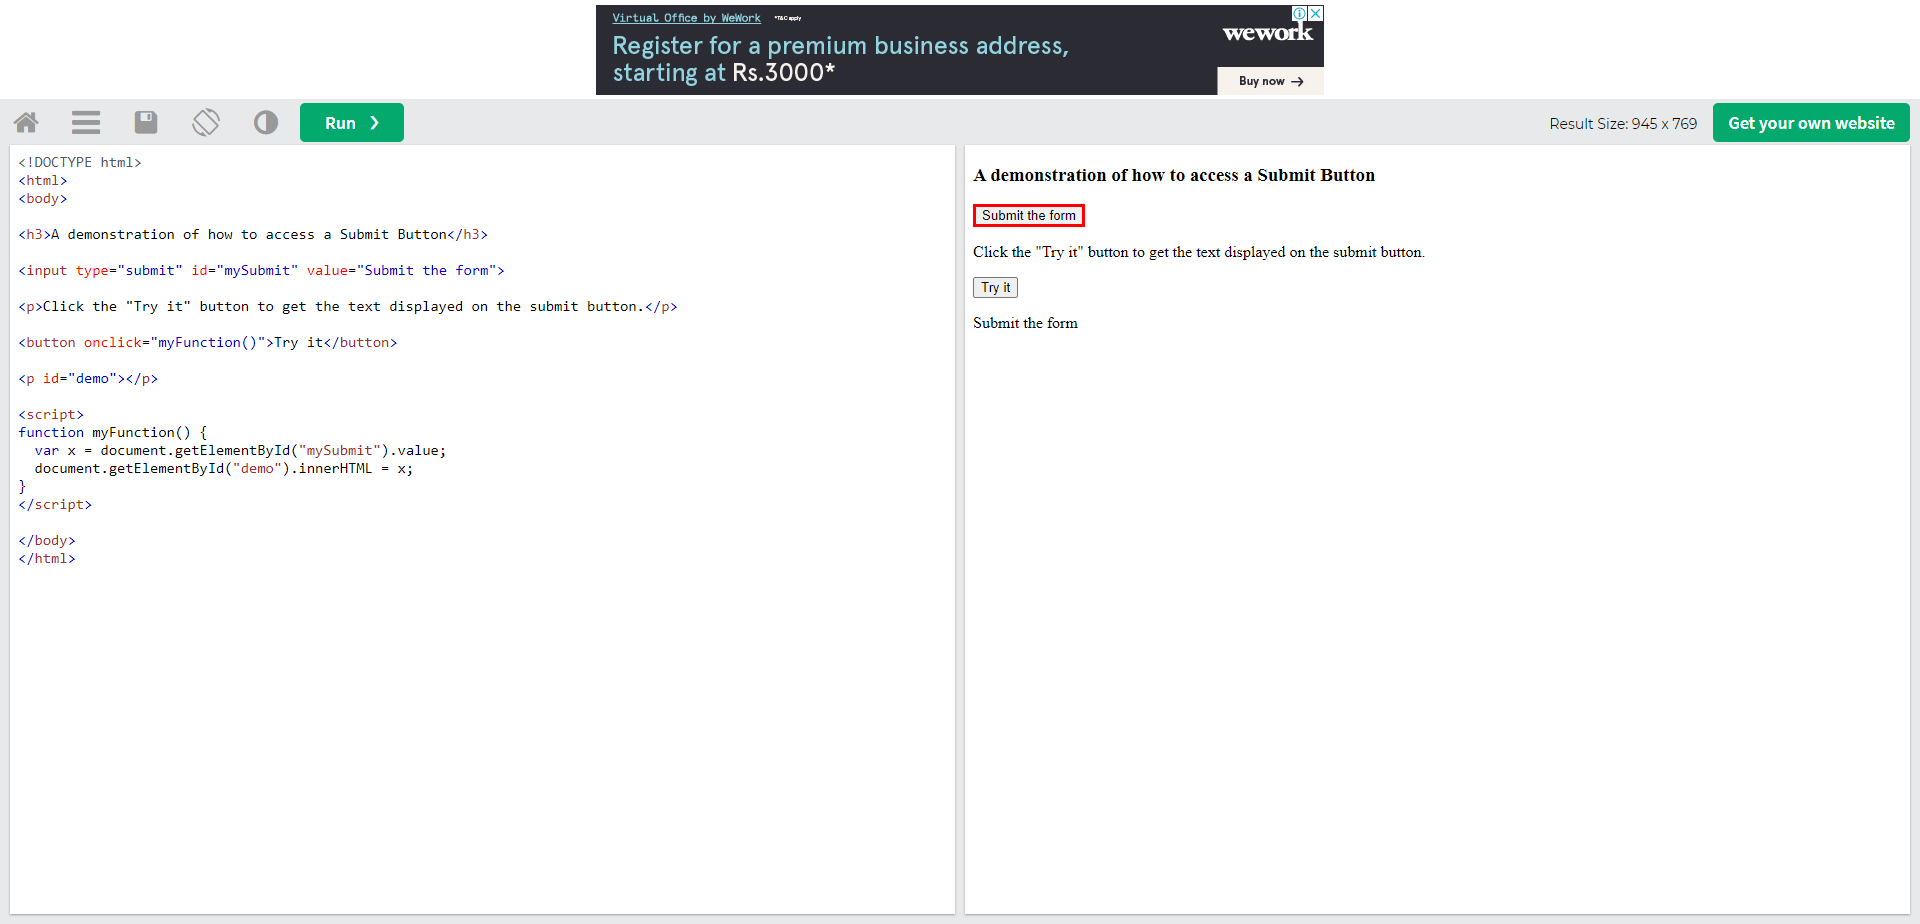 Virtual Office by WeWork *T&C apply
Register for a premium business address,
starting at Rs.3000*
wework
Buy now →
Run ❯
Result Size: 945 x 769
Get your own website
<!DOCTYPE html>
<html>
<body>
<h3>A demonstration of how to access a Submit Button</h3>
<input type="submit" id="mySubmit" value="Submit the form">
<p>Click the "Try it" button to get the text displayed on the submit button.</p>
<button onclick="myFunction()">Try it</button>
<p id="demo"></p>
<script>
function myFunction() {
  var x = document.getElementById("mySubmit").value;
  document.getElementById("demo").innerHTML = x;
}
</script>
</body>
</html>
A demonstration of how to access a Submit Button
Submit the form
Click the "Try it" button to get the text displayed on the submit button.
Try it
Submit the form